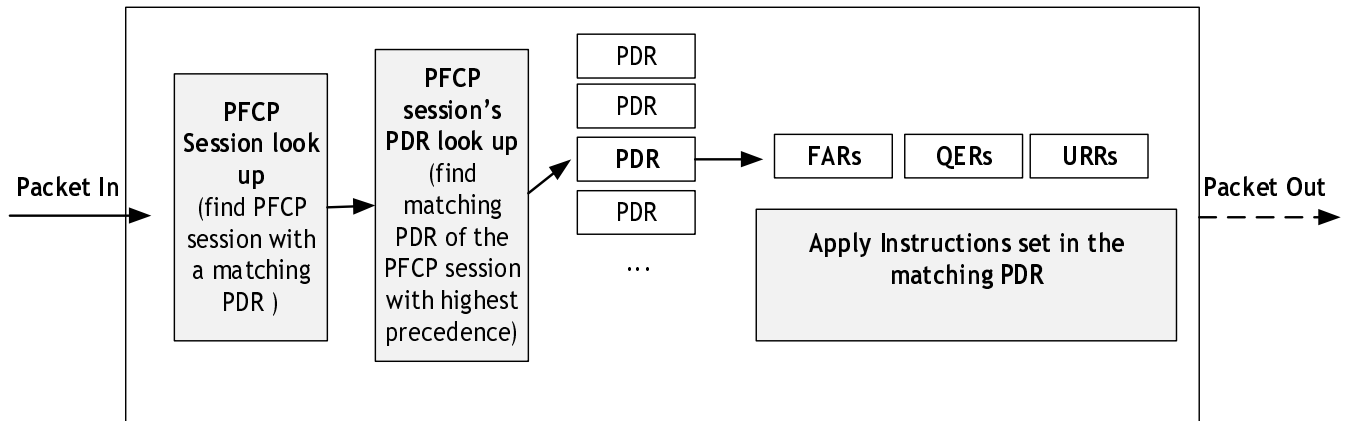 Packet In
PFCP
Session look
up
(find PFCP
session with
a matching
PDR )
PFCP
session's
PDR look up
(find
matching
PDR of the
PFCP session
with highest
precedence)
PDR
PDR
PDR
PDR
...
FARs
QERs
URRs
Apply Instructions set in the
matching PDR
Packet Out